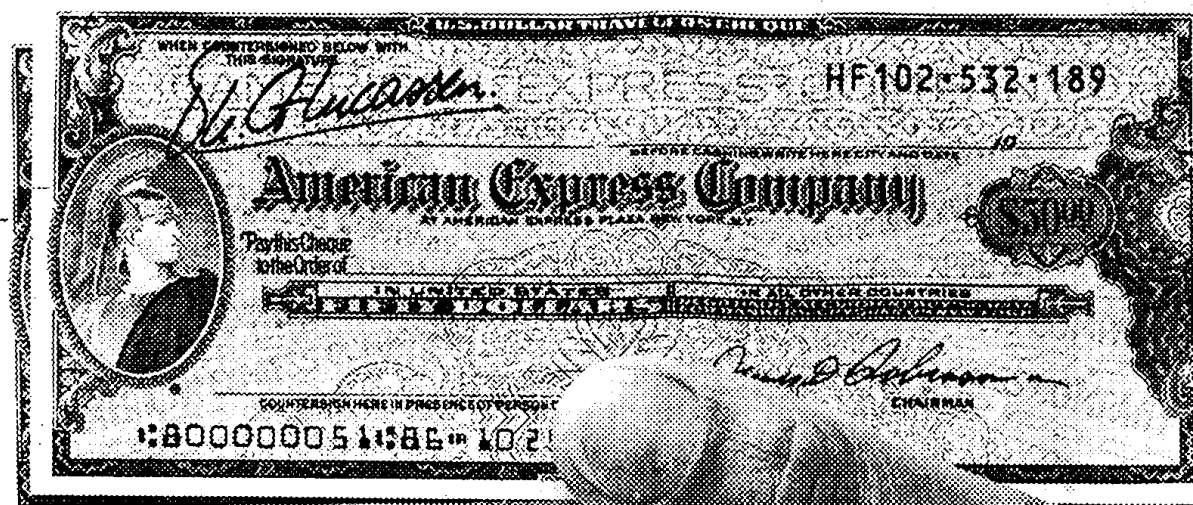 U.S. DOLLAR TRAVELERS CHEQUE
WHEN COUNTERSIGNED BELOW WITH
THIS SIGNATURE
HF102·532·189
BEFORE CASHING WRITE HERE CITY AND DATE
19
American Express Company
AT AMERICAN EXPRESS PLAZA NEW YORK, N.Y.
$50.00
Pay this Cheque
to the Order of
IN UNITED STATES
IN ALL OTHER COUNTRIES
FIFTY DOLLARS
CHAIRMAN
COUNTERSIGN HERE IN PRESENCE OF PERSON